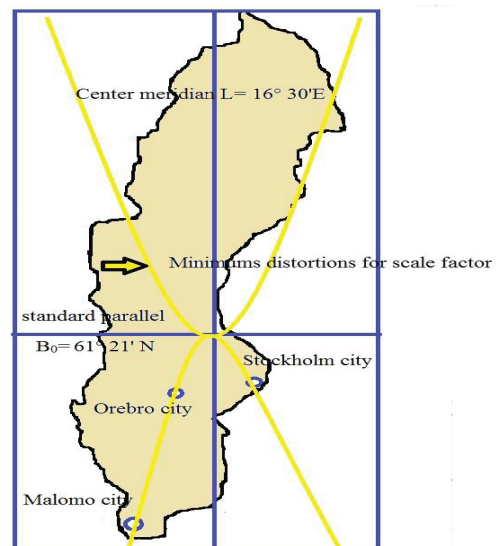 Center meridian L= 16° 30'E
Minimums distortions for scale factor
standard parallel
B₀= 61° 21' N
Stockholm city
Orebro city
Malomo city